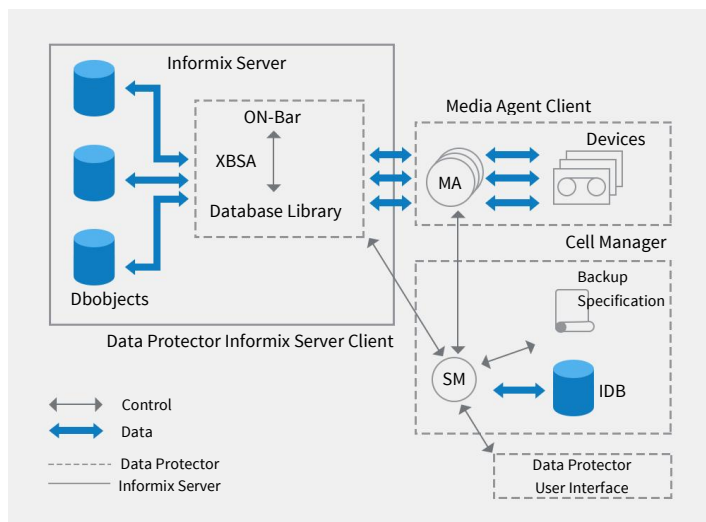 Informix Server
ON-Bar
XBSA
Database Library
Dbobjects
Data Protector Informix Server Client
Media Agent Client
Devices
MA
Cell Manager
Backup
Specification
SM
IDB
Data Protector
User Interface
Control
Data
Data Protector
Informix Server